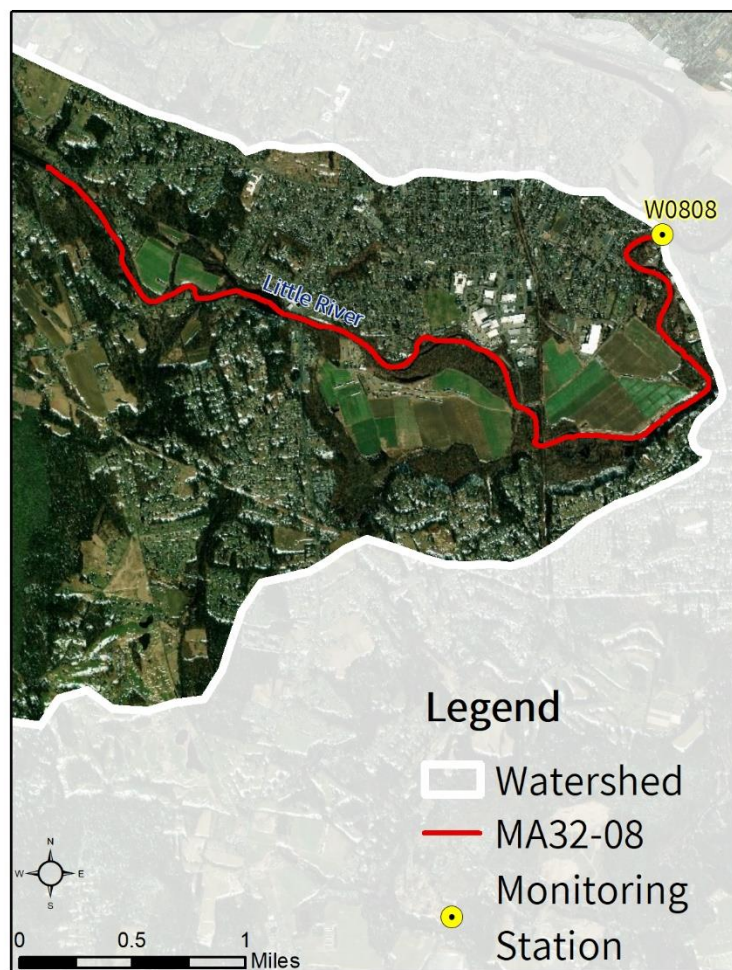 W0808
Little River
Legend
Watershed
MA32-08
Monitoring
Station
N
W E
S
0 0.5 1
Miles